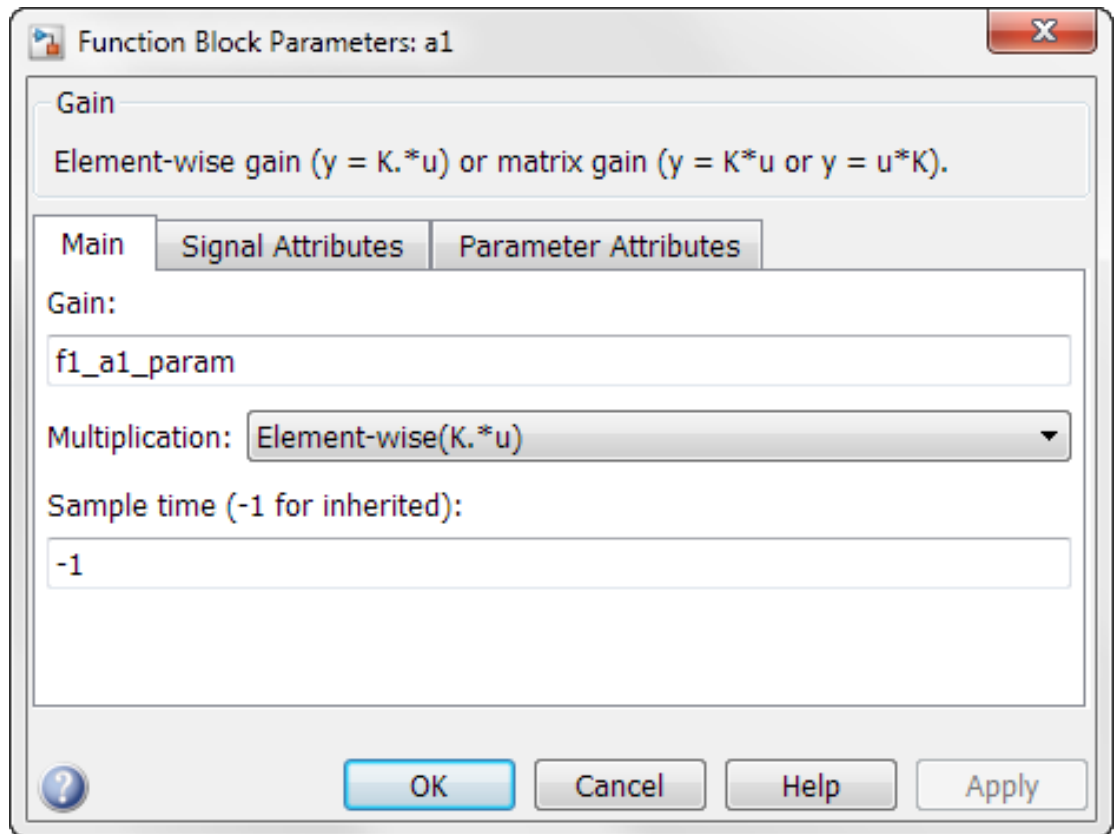 Function Block Parameters: a1
X
Gain
Element-wise gain (y = K.*u) or matrix gain (y = K*u or y = u*K).
Main Signal Attributes Parameter Attributes
Gain:
f1_a1_param
Multiplication: Element-wise(K.*u)
Sample time (-1 for inherited):
-1
? OK Cancel Help Apply